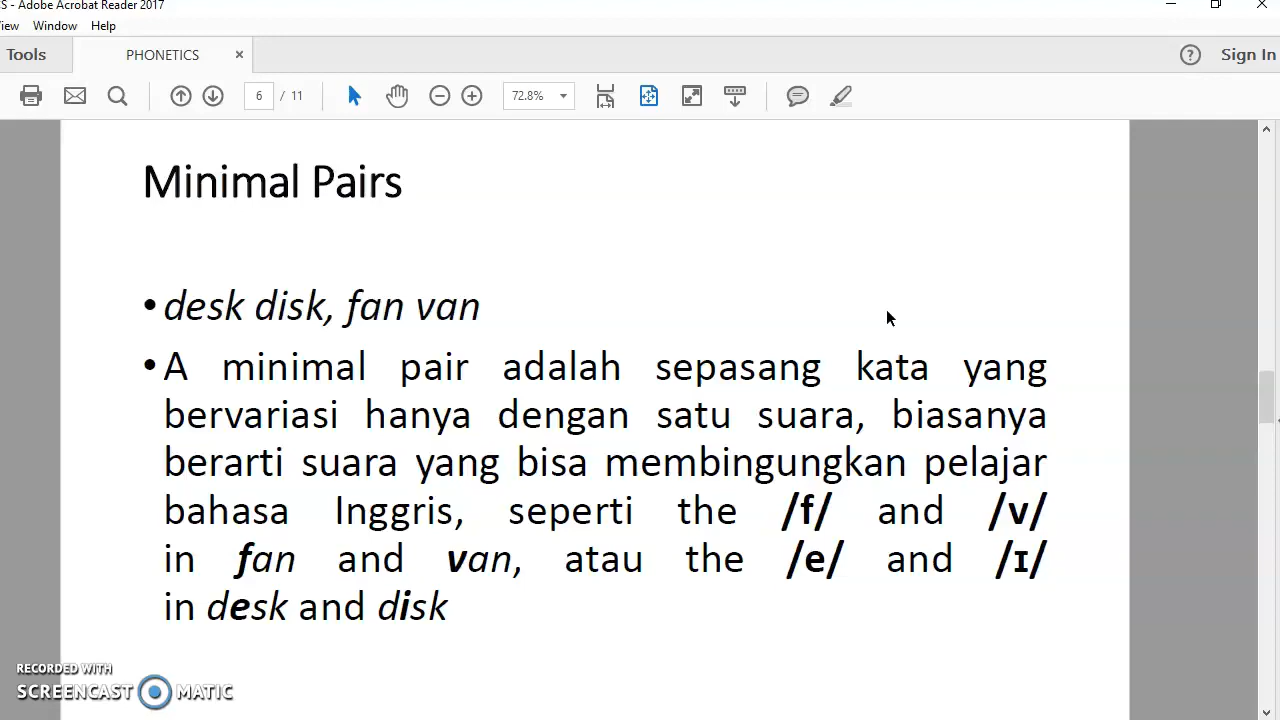 S - Adobe Acrobat Reader 2017
iew Window Help
Tools PHONETICS × Sign In
6 / 11 72.8%
Minimal Pairs
• desk disk, fan van
• A minimal pair adalah sepasang kata yang
bervariasi hanya dengan satu suara, biasanya
berarti suara yang bisa membingungkan pelajar
bahasa Inggris, seperti the /f/ and /v/
in fan and van, atau the /e/ and /ɪ/
in desk and disk
RECORDED WITH
SCREENCAST MATIC